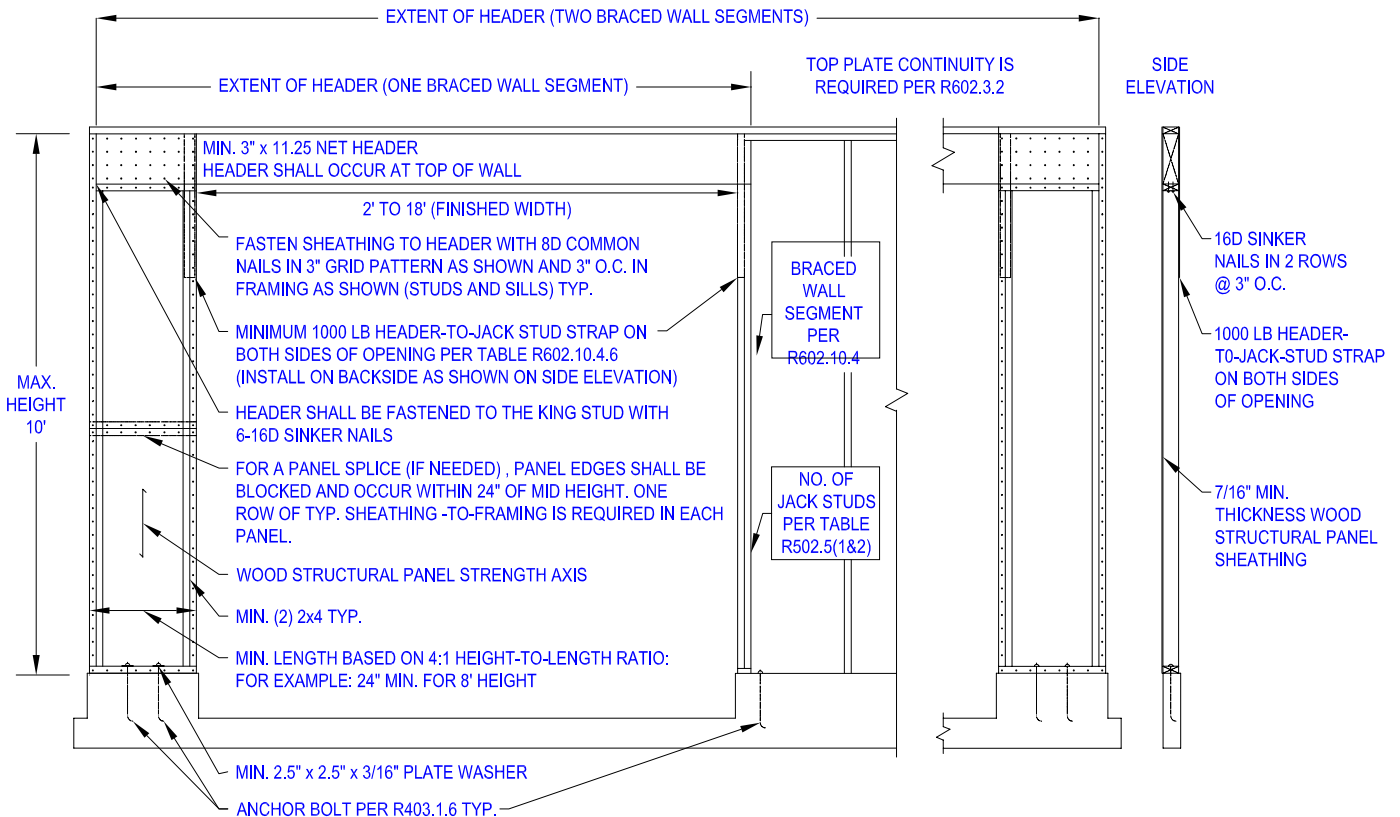 EXTENT OF HEADER (TWO BRACED WALL SEGMENTS)
EXTENT OF HEADER (ONE BRACED WALL SEGMENT)
TOP PLATE CONTINUITY IS
REQUIRED PER R602.3.2
SIDE
ELEVATION
MIN. 3" x 11.25 NET HEADER
HEADER SHALL OCCUR AT TOP OF WALL
2' TO 18' (FINISHED WIDTH)
FASTEN SHEATHING TO HEADER WITH 8D COMMON
NAILS IN 3" GRID PATTERN AS SHOWN AND 3" O.C. IN
FRAMING AS SHOWN (STUDS AND SILLS) TYP.
MINIMUM 1000 LB HEADER-TO-JACK STUD STRAP ON
BOTH SIDES OF OPENING PER TABLE R602.10.4.6
(INSTALL ON BACKSIDE AS SHOWN ON SIDE ELEVATION)
HEADER SHALL BE FASTENED TO THE KING STUD WITH
6-16D SINKER NAILS
FOR A PANEL SPLICE (IF NEEDED) , PANEL EDGES SHALL BE
BLOCKED AND OCCUR WITHIN 24" OF MID HEIGHT. ONE
ROW OF TYP. SHEATHING -TO-FRAMING IS REQUIRED IN EACH
PANEL.
WOOD STRUCTURAL PANEL STRENGTH AXIS
MIN. (2) 2x4 TYP.
MIN. LENGTH BASED ON 4:1 HEIGHT-TO-LENGTH RATIO:
FOR EXAMPLE: 24" MIN. FOR 8' HEIGHT
MIN. 2.5" x 2.5" x 3/16" PLATE WASHER
ANCHOR BOLT PER R403.1.6 TYP.
MAX.
HEIGHT
10'
BRACED
WALL
SEGMENT
PER
R602.10.4
NO. OF
JACK STUDS
PER TABLE
R502.5(1&2)
16D SINKER
NAILS IN 2 ROWS
@ 3" O.C.
1000 LB HEADER-
T0-JACK-STUD STRAP
ON BOTH SIDES
OF OPENING
7/16" MIN.
THICKNESS WOOD
STRUCTURAL PANEL
SHEATHING